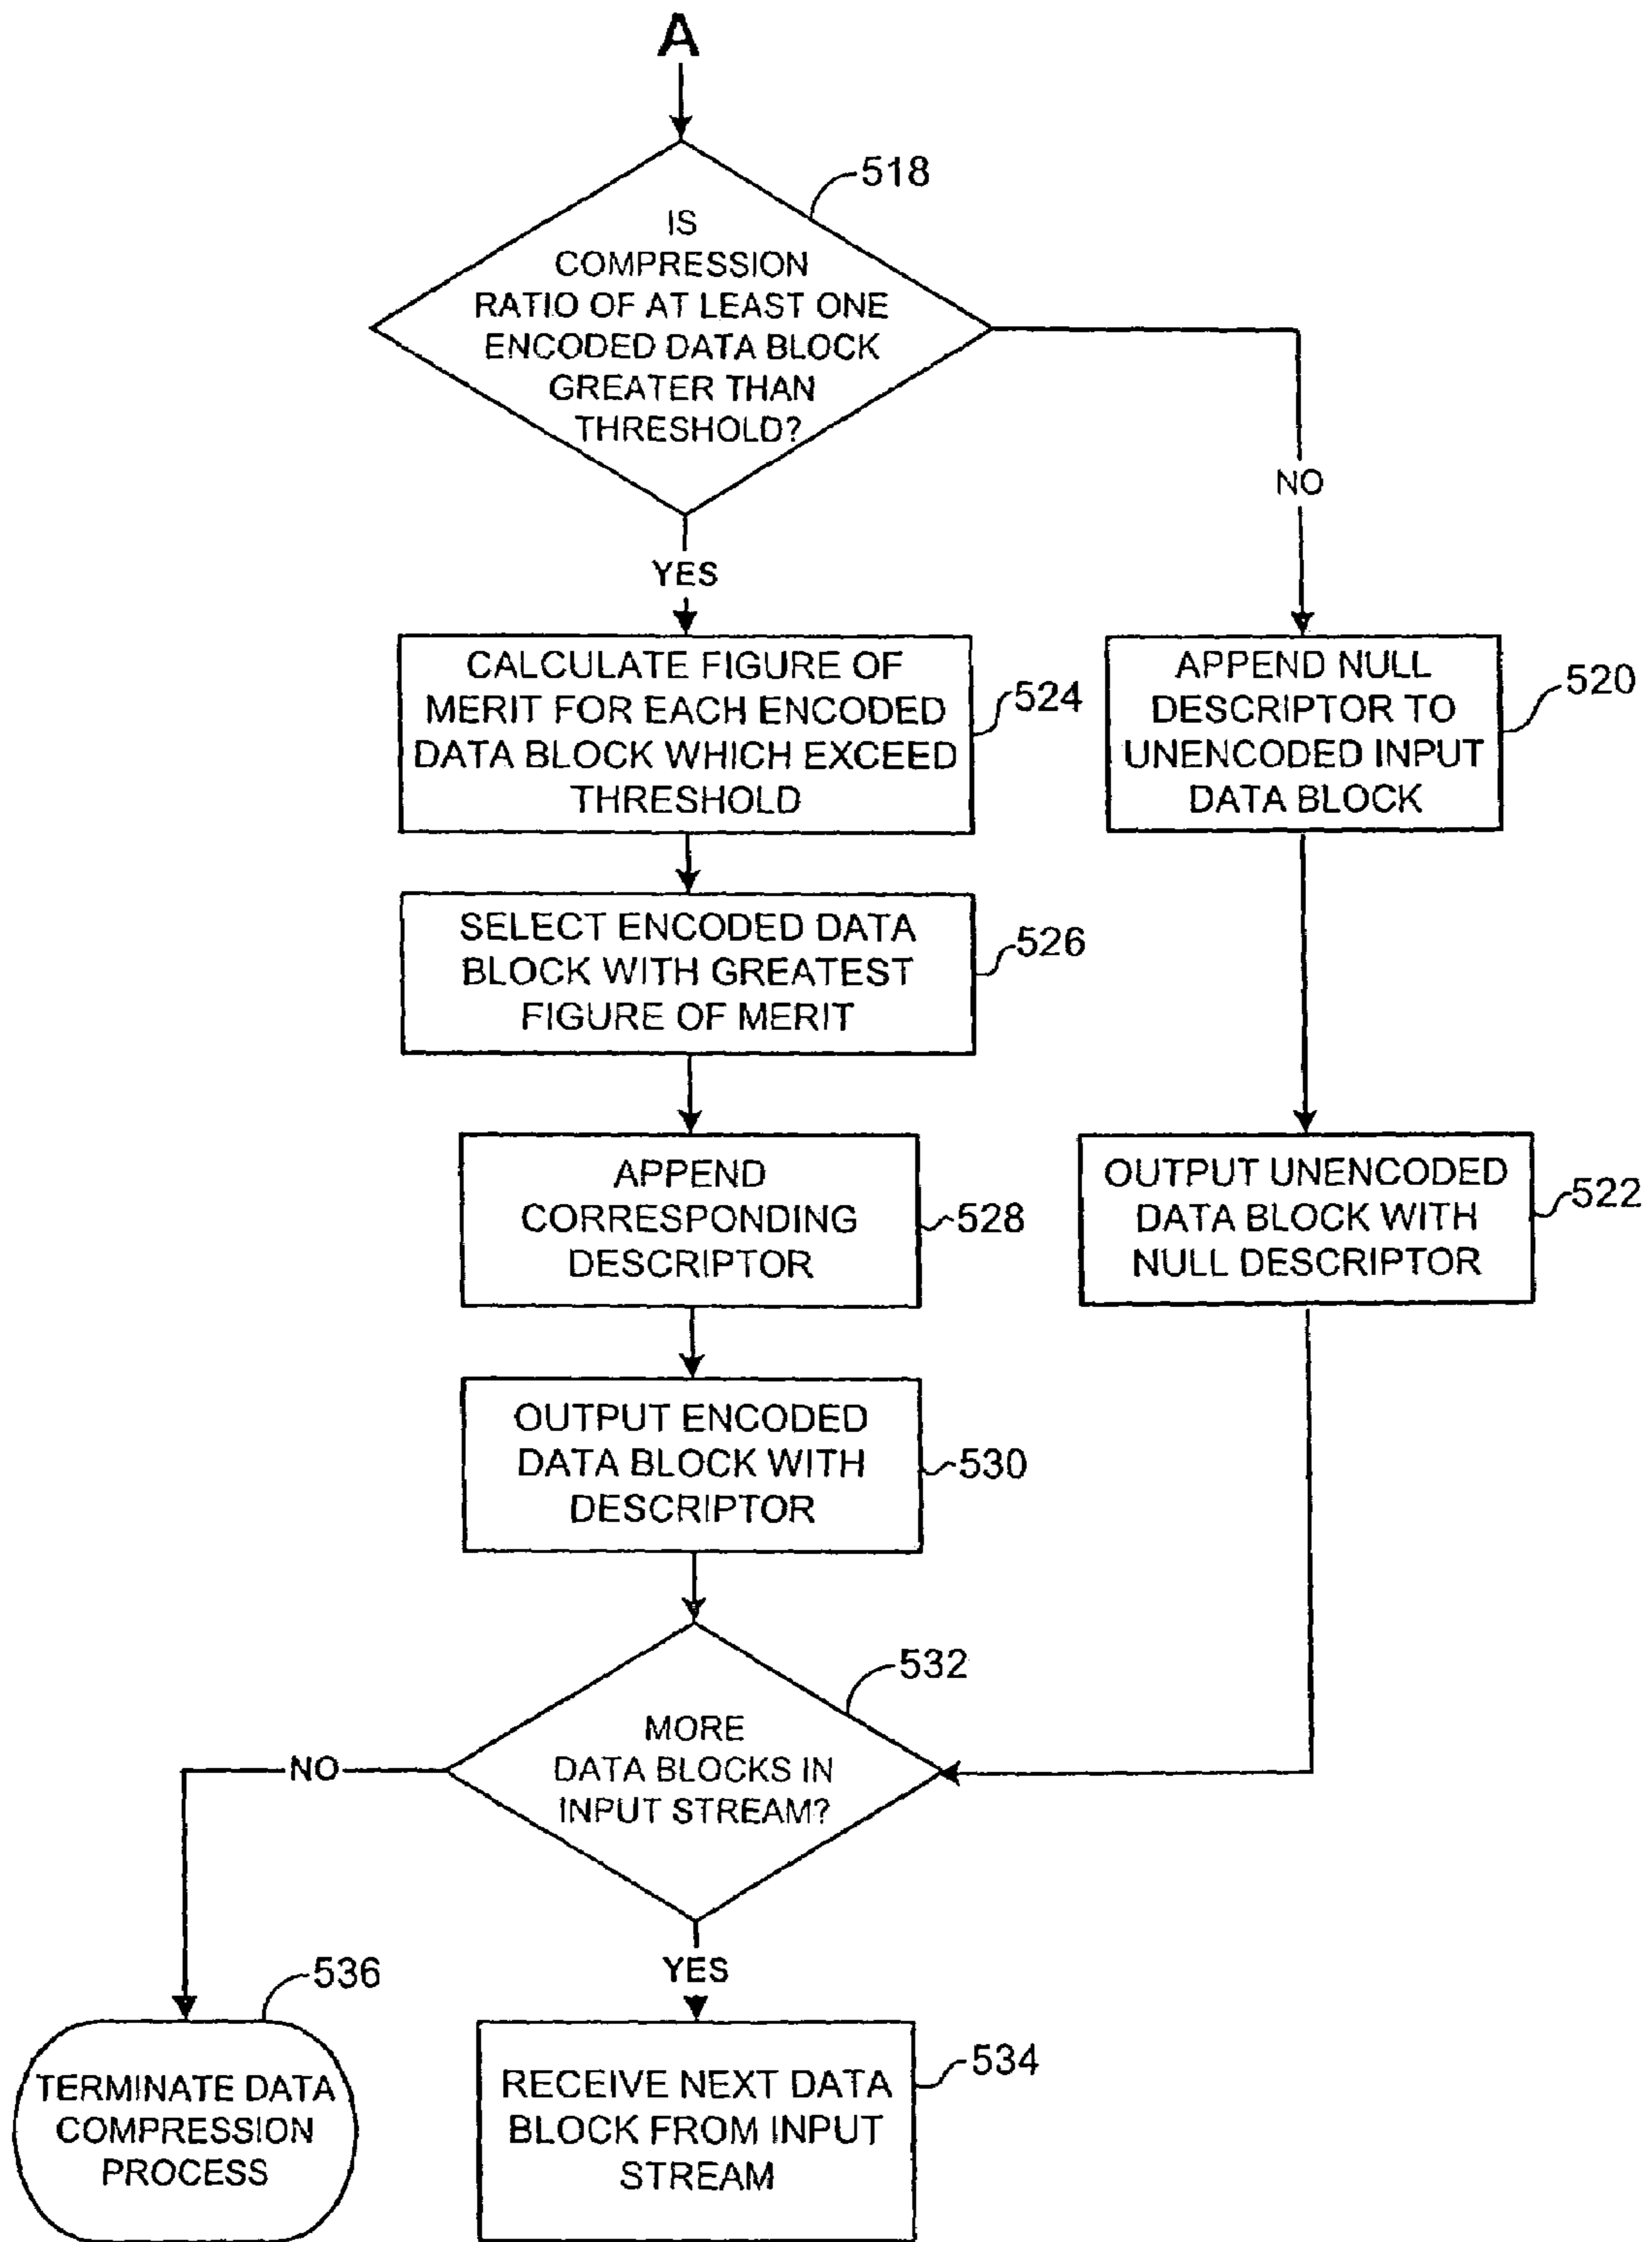 A
518
IS
COMPRESSION
RATIO OF AT LEAST ONE
ENCODED DATA BLOCK
GREATER THAN
THRESHOLD?
NO
YES
CALCULATE FIGURE OF
MERIT FOR EACH ENCODED
DATA BLOCK WHICH EXCEED
THRESHOLD
524
APPEND NULL
DESCRIPTOR TO
UNENCODED INPUT
DATA BLOCK
520
SELECT ENCODED DATA
BLOCK WITH GREATEST
FIGURE OF MERIT
526
APPEND
CORRESPONDING
DESCRIPTOR
528
OUTPUT UNENCODED
DATA BLOCK WITH
NULL DESCRIPTOR
522
OUTPUT ENCODED
DATA BLOCK WITH
DESCRIPTOR
530
532
MORE
DATA BLOCKS IN
INPUT STREAM?
NO
YES
536
TERMINATE DATA
COMPRESSION
PROCESS
RECEIVE NEXT DATA
BLOCK FROM INPUT
STREAM
534